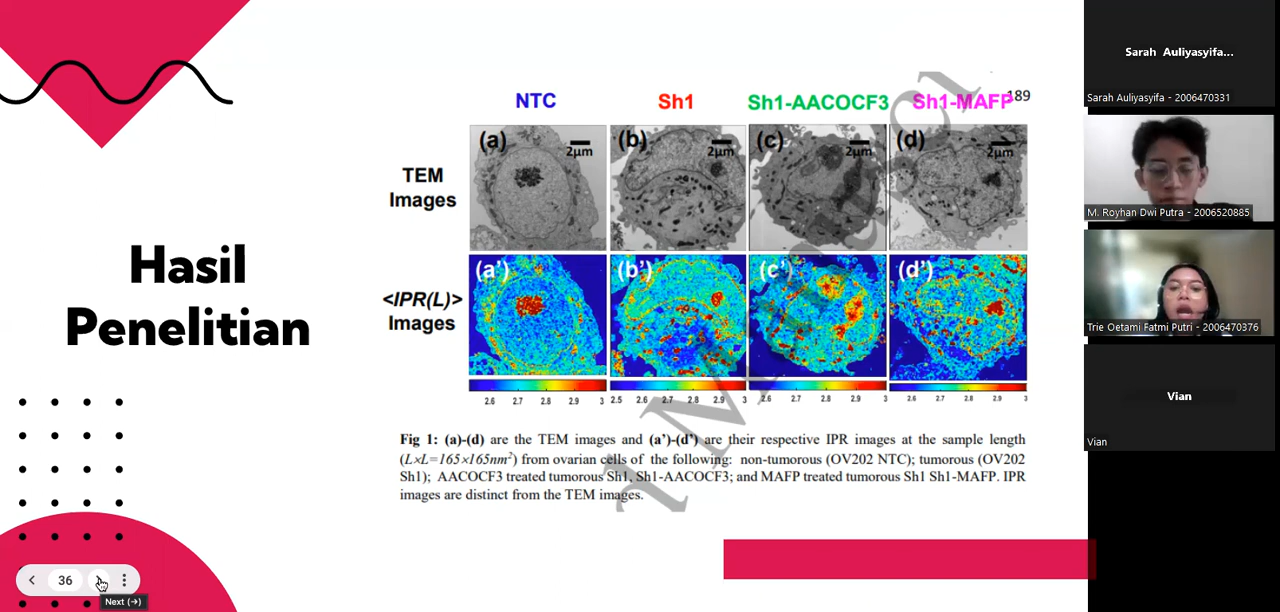 Hasil
Penelitian
NTC
Sh1
Sh1-AACOCF3
Sh1-MAFP
189
TEM
Images
(a)
2μm
(b)
2μm
(c)
2μm
(d)
2μm
<IPR(L)>
Images
(a’)
(b’)
(c’)
(d’)
2.6 2.7 2.8 2.9 3
2.5 2.6 2.7 2.8 2.9 3
2.6 2.7 2.8 2.9 3
2.6 2.7 2.8 2.9 3
Fig 1: (a)-(d) are the TEM images and (a’)-(d’) are their respective IPR images at the sample length
(L×L=165×165nm²) from ovarian cells of the following: non-tumorous (OV202 NTC); tumorous (OV202
Sh1); AACOCF3 treated tumorous Sh1, Sh1-AACOCF3; and MAFP treated tumorous Sh1 Sh1-MAFP. IPR
images are distinct from the TEM images.
36
Next (→)
Sarah Auliyasyifa...
Sarah Auliyasyifa - 2006470331
M. Royhan Dwi Putra - 2006520885
Trie Oetami Fatmi Putri - 2006470376
Vian
Vian